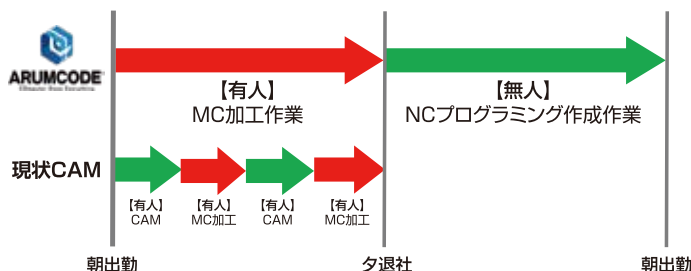 ARUMCODE
【有人】
MC加工作業
【無人】
NCプログラミング作成作業
現状CAM
【有人】
CAM
【有人】
MC加工
【有人】
CAM
【有人】
MC加工
朝出勤
夕退社
朝出勤